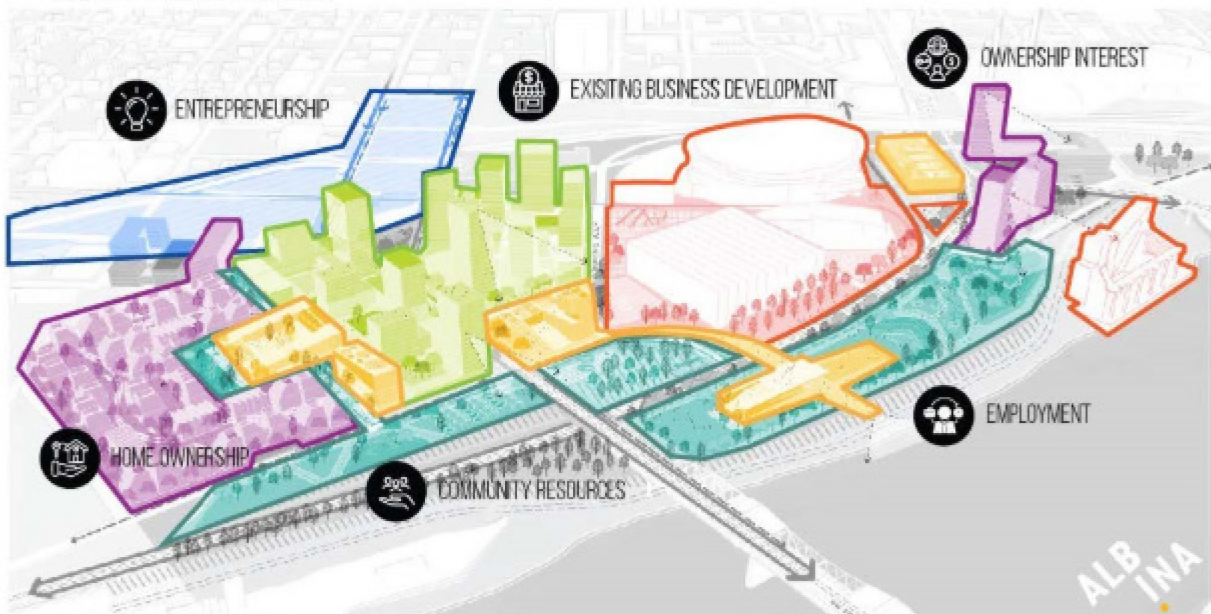 OWNERSHIP INTEREST
EXISITING BUSINESS DEVELOPMENT
ENTREPRENEURSHIP
EMPLOYMENT
HOME OWNERSHIP
COMMUNITY RESOURCES
ALB
INA